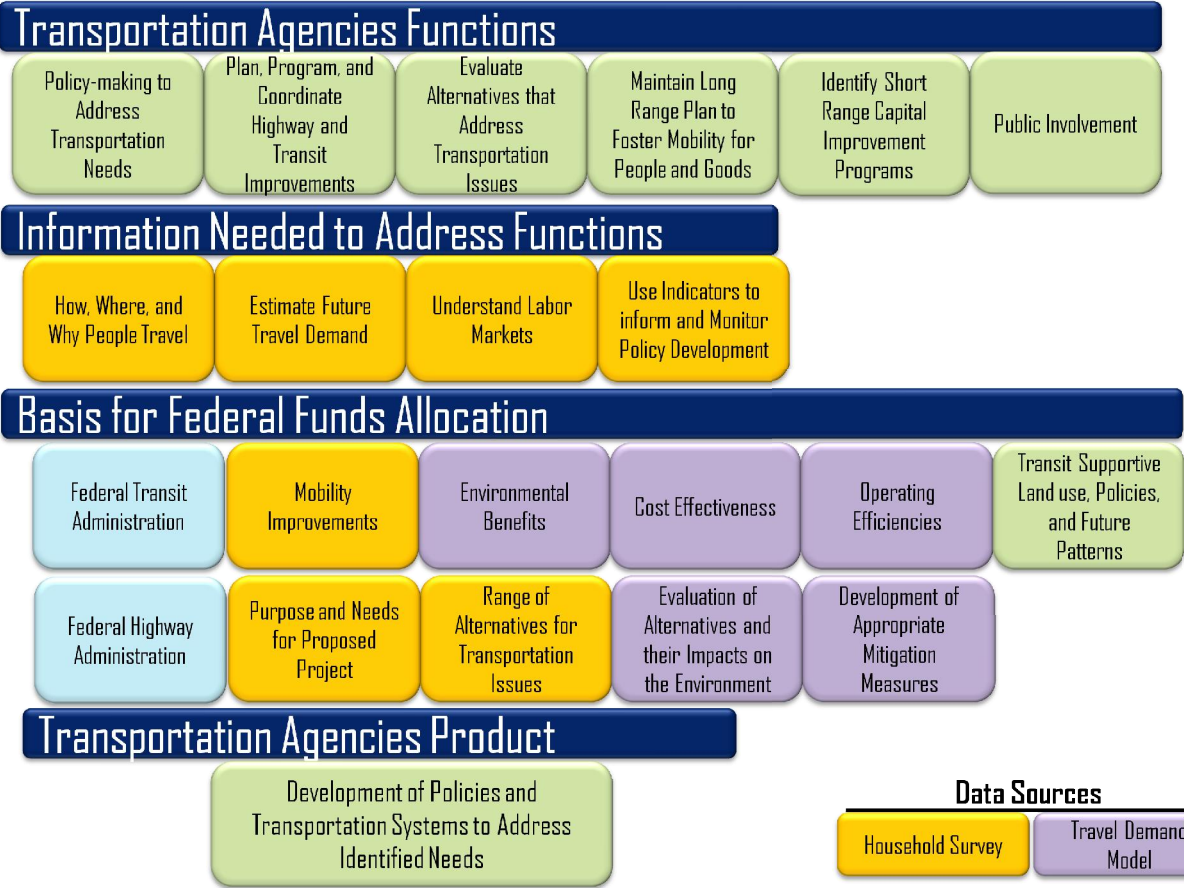 Transportation Agencies Functions
Policy-making to
Address
Transportation
Needs
Plan, Program, and
Coordinate
Highway and
Transit
Improvements
Evaluate
Alternatives that
Address
Transportation
Issues
Maintain Long
Range Plan to
Foster Mobility for
People and Goods
Identify Short
Range Capital
Improvement
Programs
Public Involvement
Information Needed to Address Functions
How, Where, and
Why People Travel
Estimate Future
Travel Demand
Understand Labor
Markets
Use Indicators to
inform and Monitor
Policy Development
Basis for Federal Funds Allocation
Federal Transit
Administration
Mobility
Improvements
Environmental
Benefits
Cost Effectiveness
Operating
Efficiencies
Transit Supportive
Land use, Policies,
and Future
Patterns
Federal Highway
Administration
Purpose and Needs
for Proposed
Project
Range of
Alternatives for
Transportation
Issues
Evaluation of
Alternatives and
their Impacts on
the Environment
Development of
Appropriate
Mitigation
Measures
Transportation Agencies Product
Development of Policies and
Transportation Systems to Address
Identified Needs
Data Sources
Household Survey
Travel Demand
Model